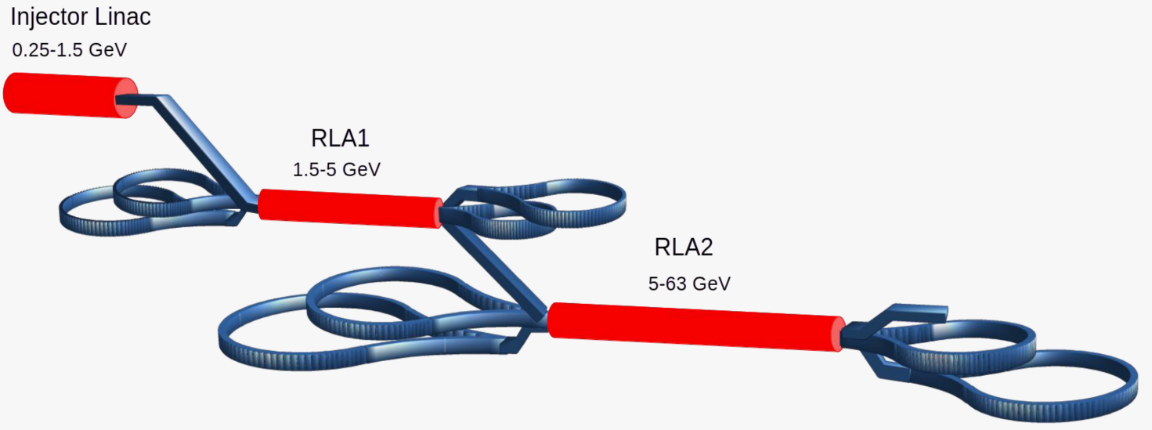 Injector Linac
0.25-1.5 GeV
RLA1
1.5-5 GeV
RLA2
5-63 GeV